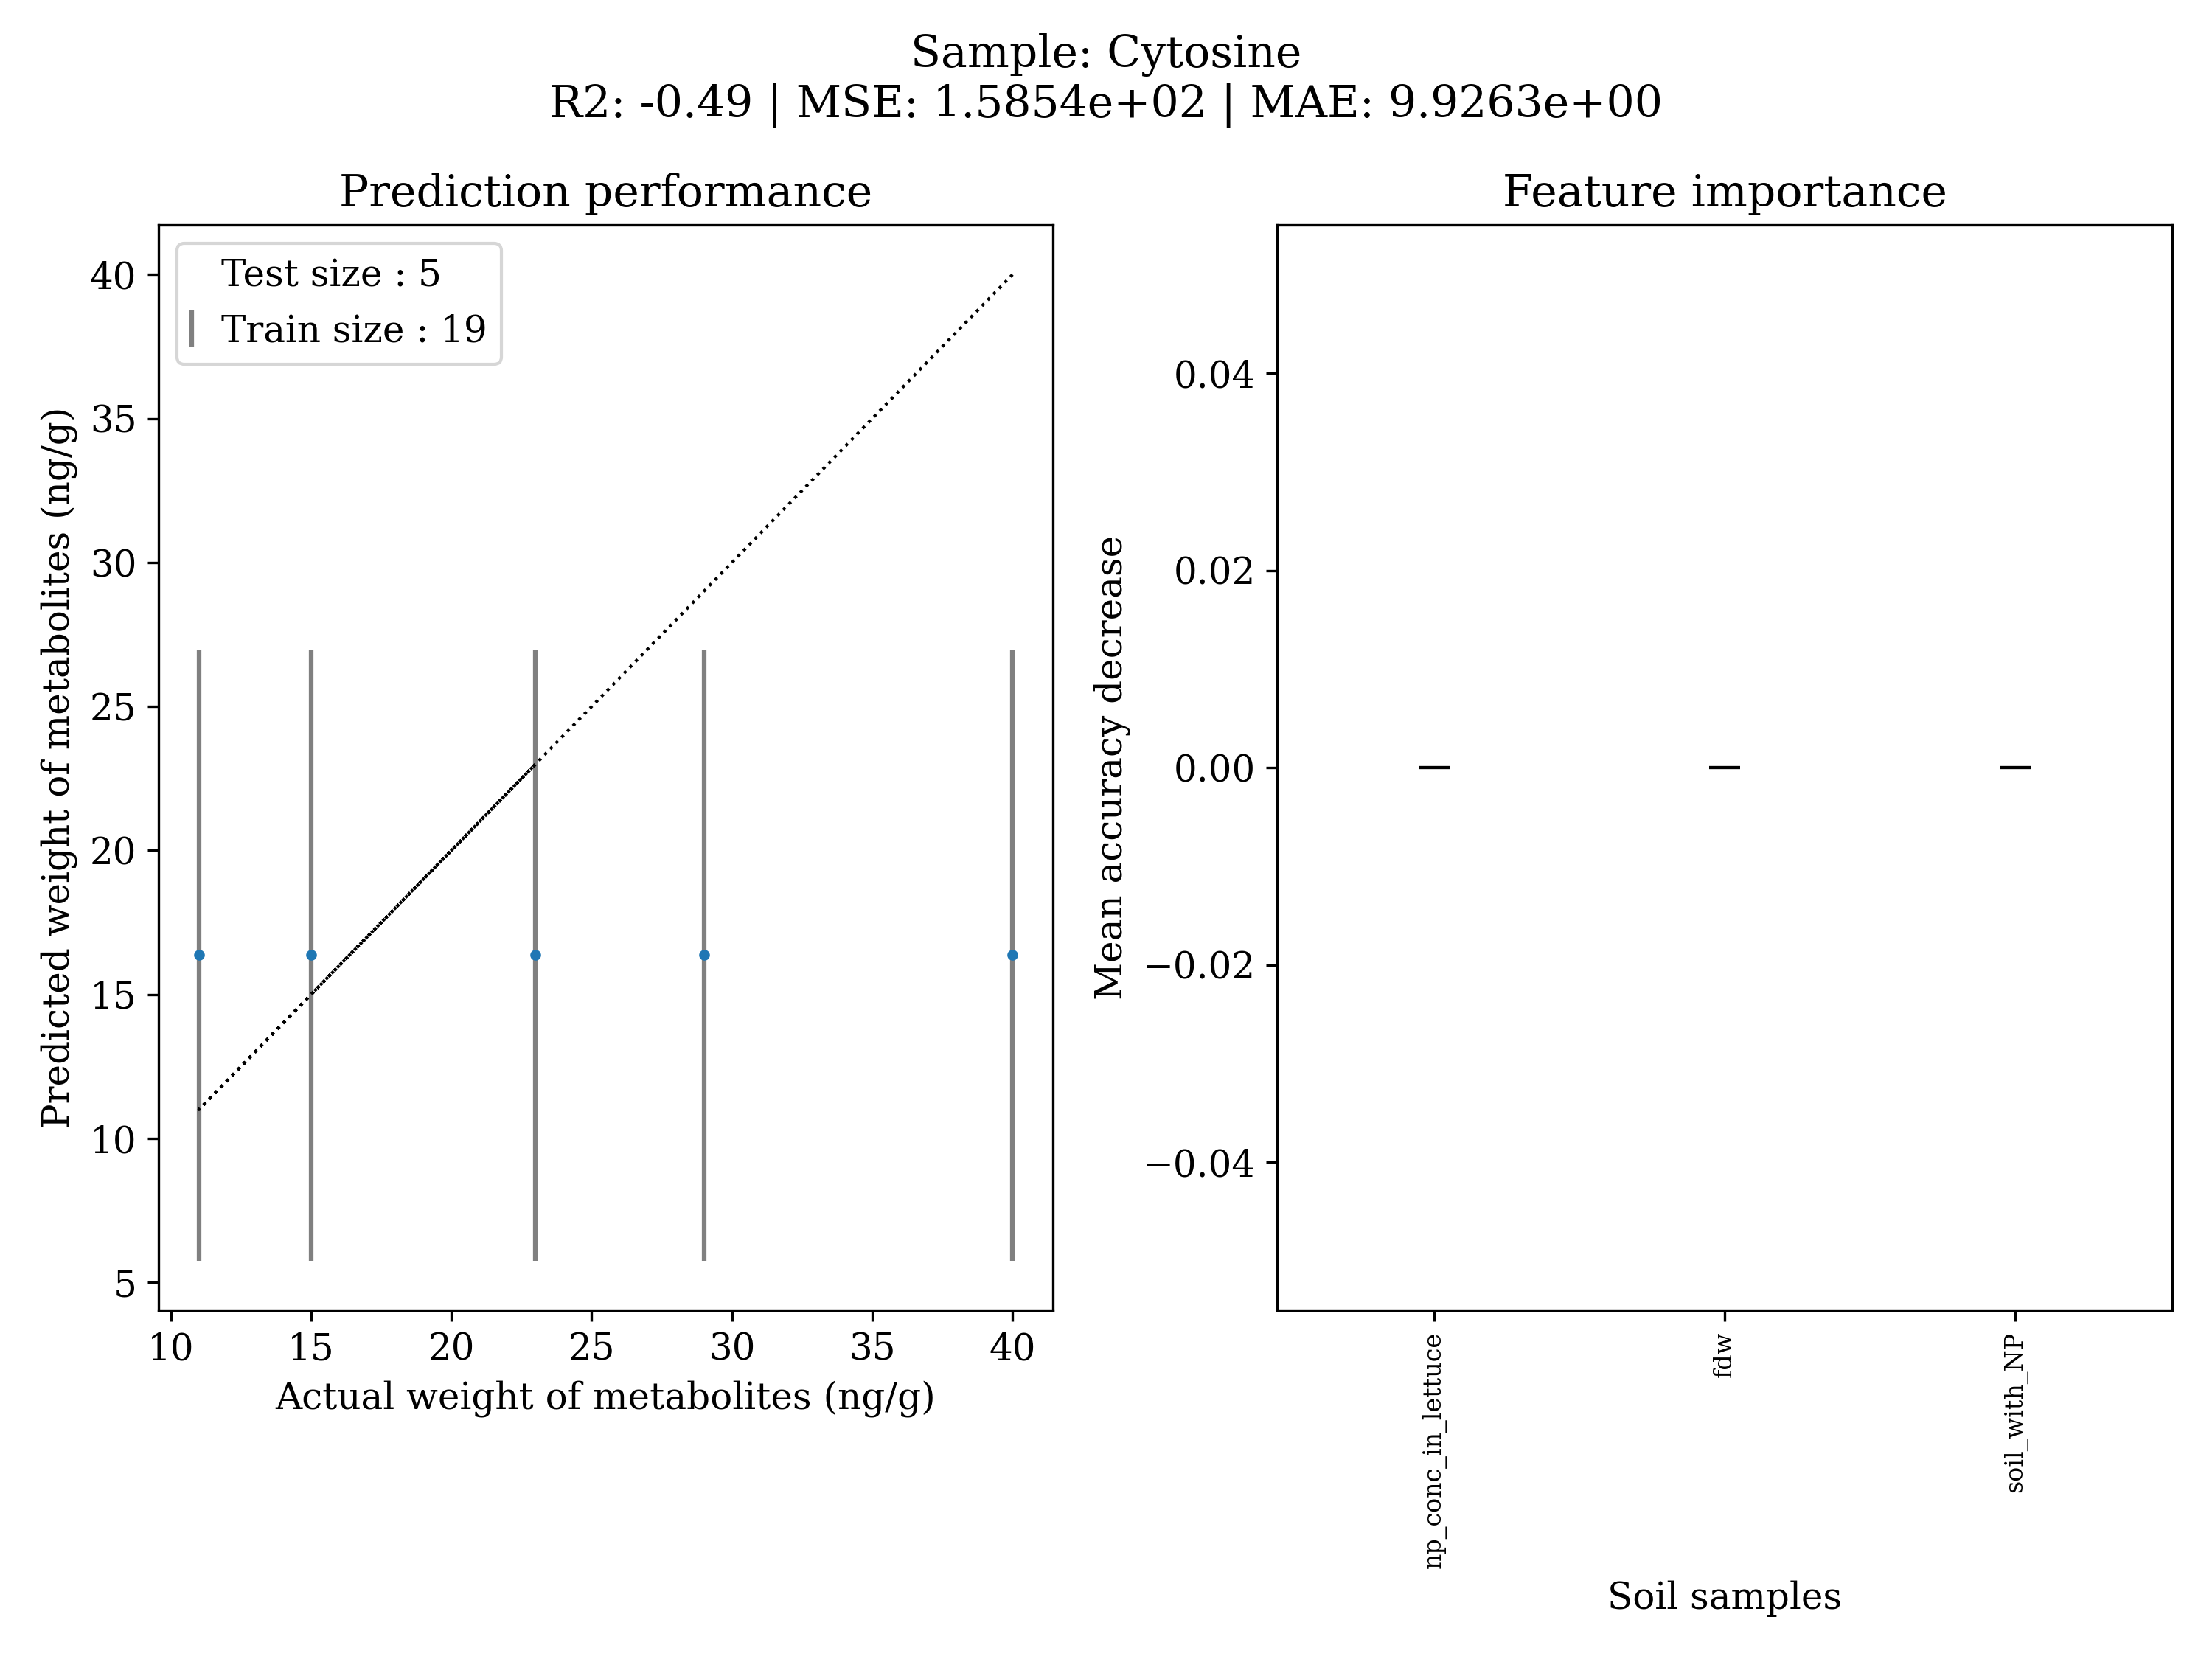 Sample: Cytosine
R2: -0.49 | MSE: 1.5854e+02 | MAE: 9.9263e+00
Prediction performance
Test size : 5
Train size : 19
40
35
30
25
20
15
10
5
Predicted weight of metabolites (ng/g)
10 15 20 25 30 35 40
Actual weight of metabolites (ng/g)
Feature importance
0.04
0.02
0.00
−0.02
−0.04
Mean accuracy decrease
np_conc_in_lettuce
fdw
soil_with_NP
Soil samples